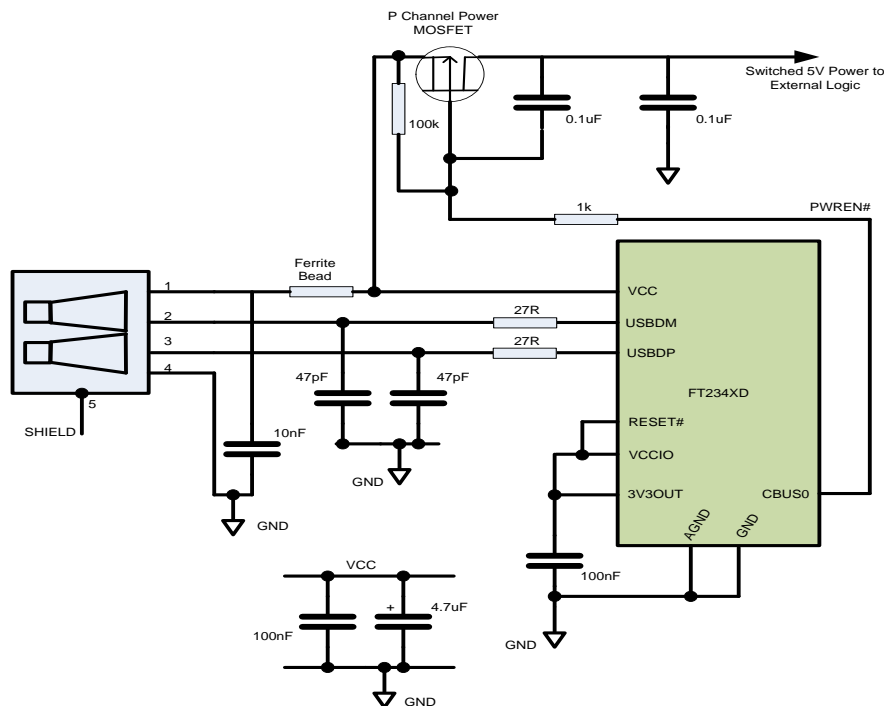 P Channel Power
MOSFET
Switched 5V Power to
External Logic
100k
0.1uF
0.1uF
1k
PWREN#
Ferrite
Bead
1
2
3
4
5
SHIELD
27R
27R
47pF
47pF
10nF
GND
GND
VCC
USBDM
USBDP
FT234XD
RESET#
VCCIO
3V3OUT
CBUS0
AGND
GND
100nF
GND
VCC
100nF
+
4.7uF
GND